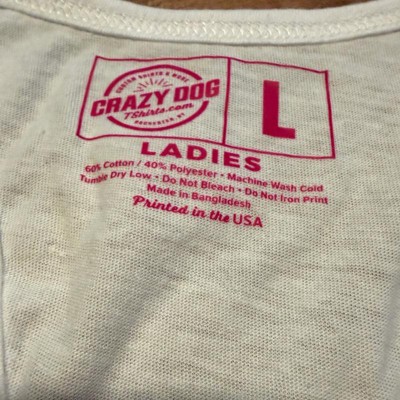 CUSTOM SHIRTS & MORE
CRAZY DOG
TShirts.com
ROCHESTER, NY
L
LADIES
60% Cotton / 40% Polyester • Machine Wash Cold
Tumble Dry Low • Do Not Bleach • Do Not Iron Print
Made in Bangladesh
Printed in the USA